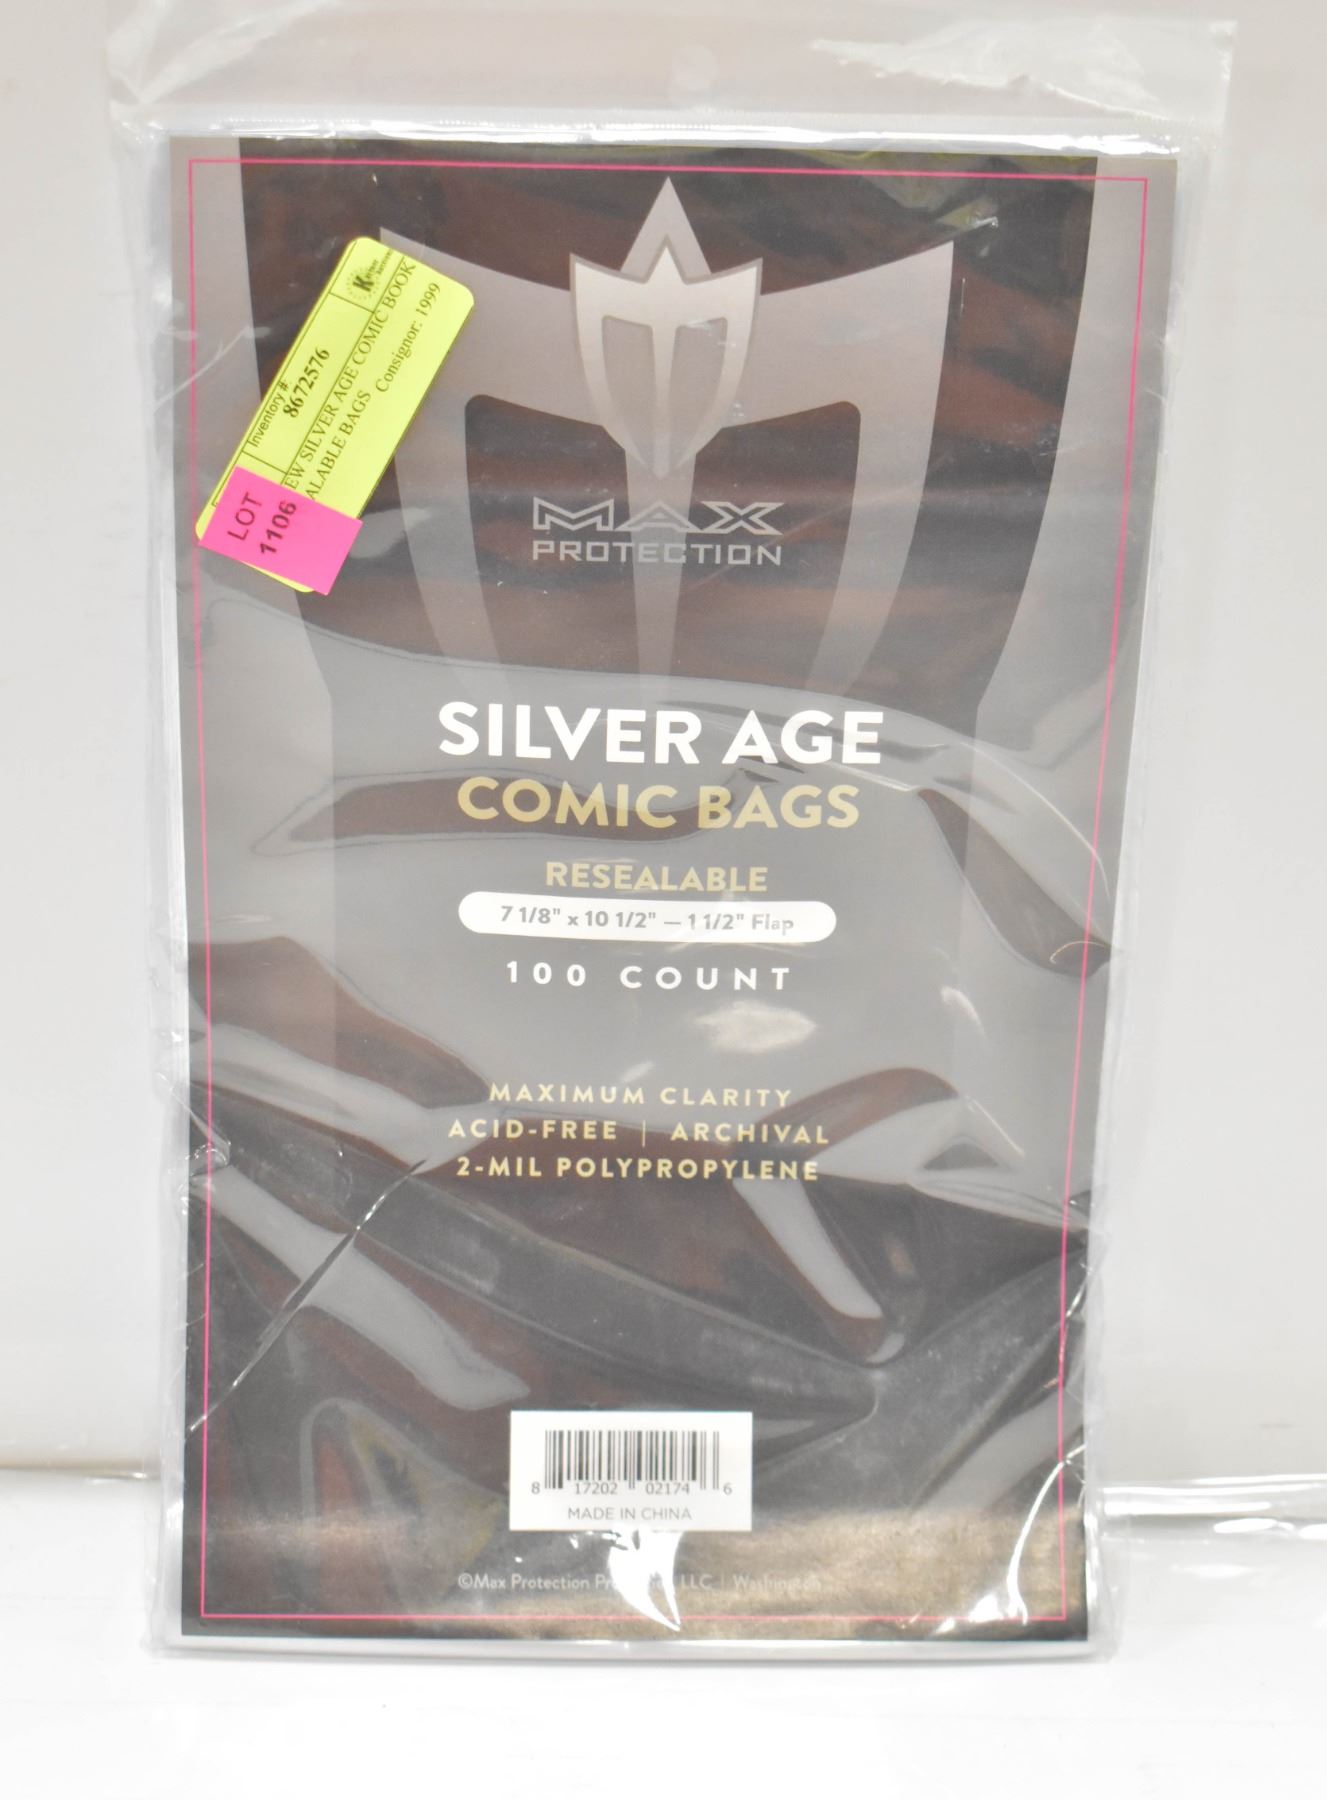 Inventory #:
8672576
EW SILVER AGE COMIC BOOK
ALABLE BAGS Consignor: 1999
LOT
1106
MAX
PROTECTION
SILVER AGE
COMIC BAGS
RESEALABLE
7 1/8" x 10 1/2" — 1 1/2" Flap
100 COUNT
MAXIMUM CLARITY
ACID-FREE | ARCHIVAL
2-MIL POLYPROPYLENE
8 17202 02174 6
MADE IN CHINA
©Max Protection LLC | Washington